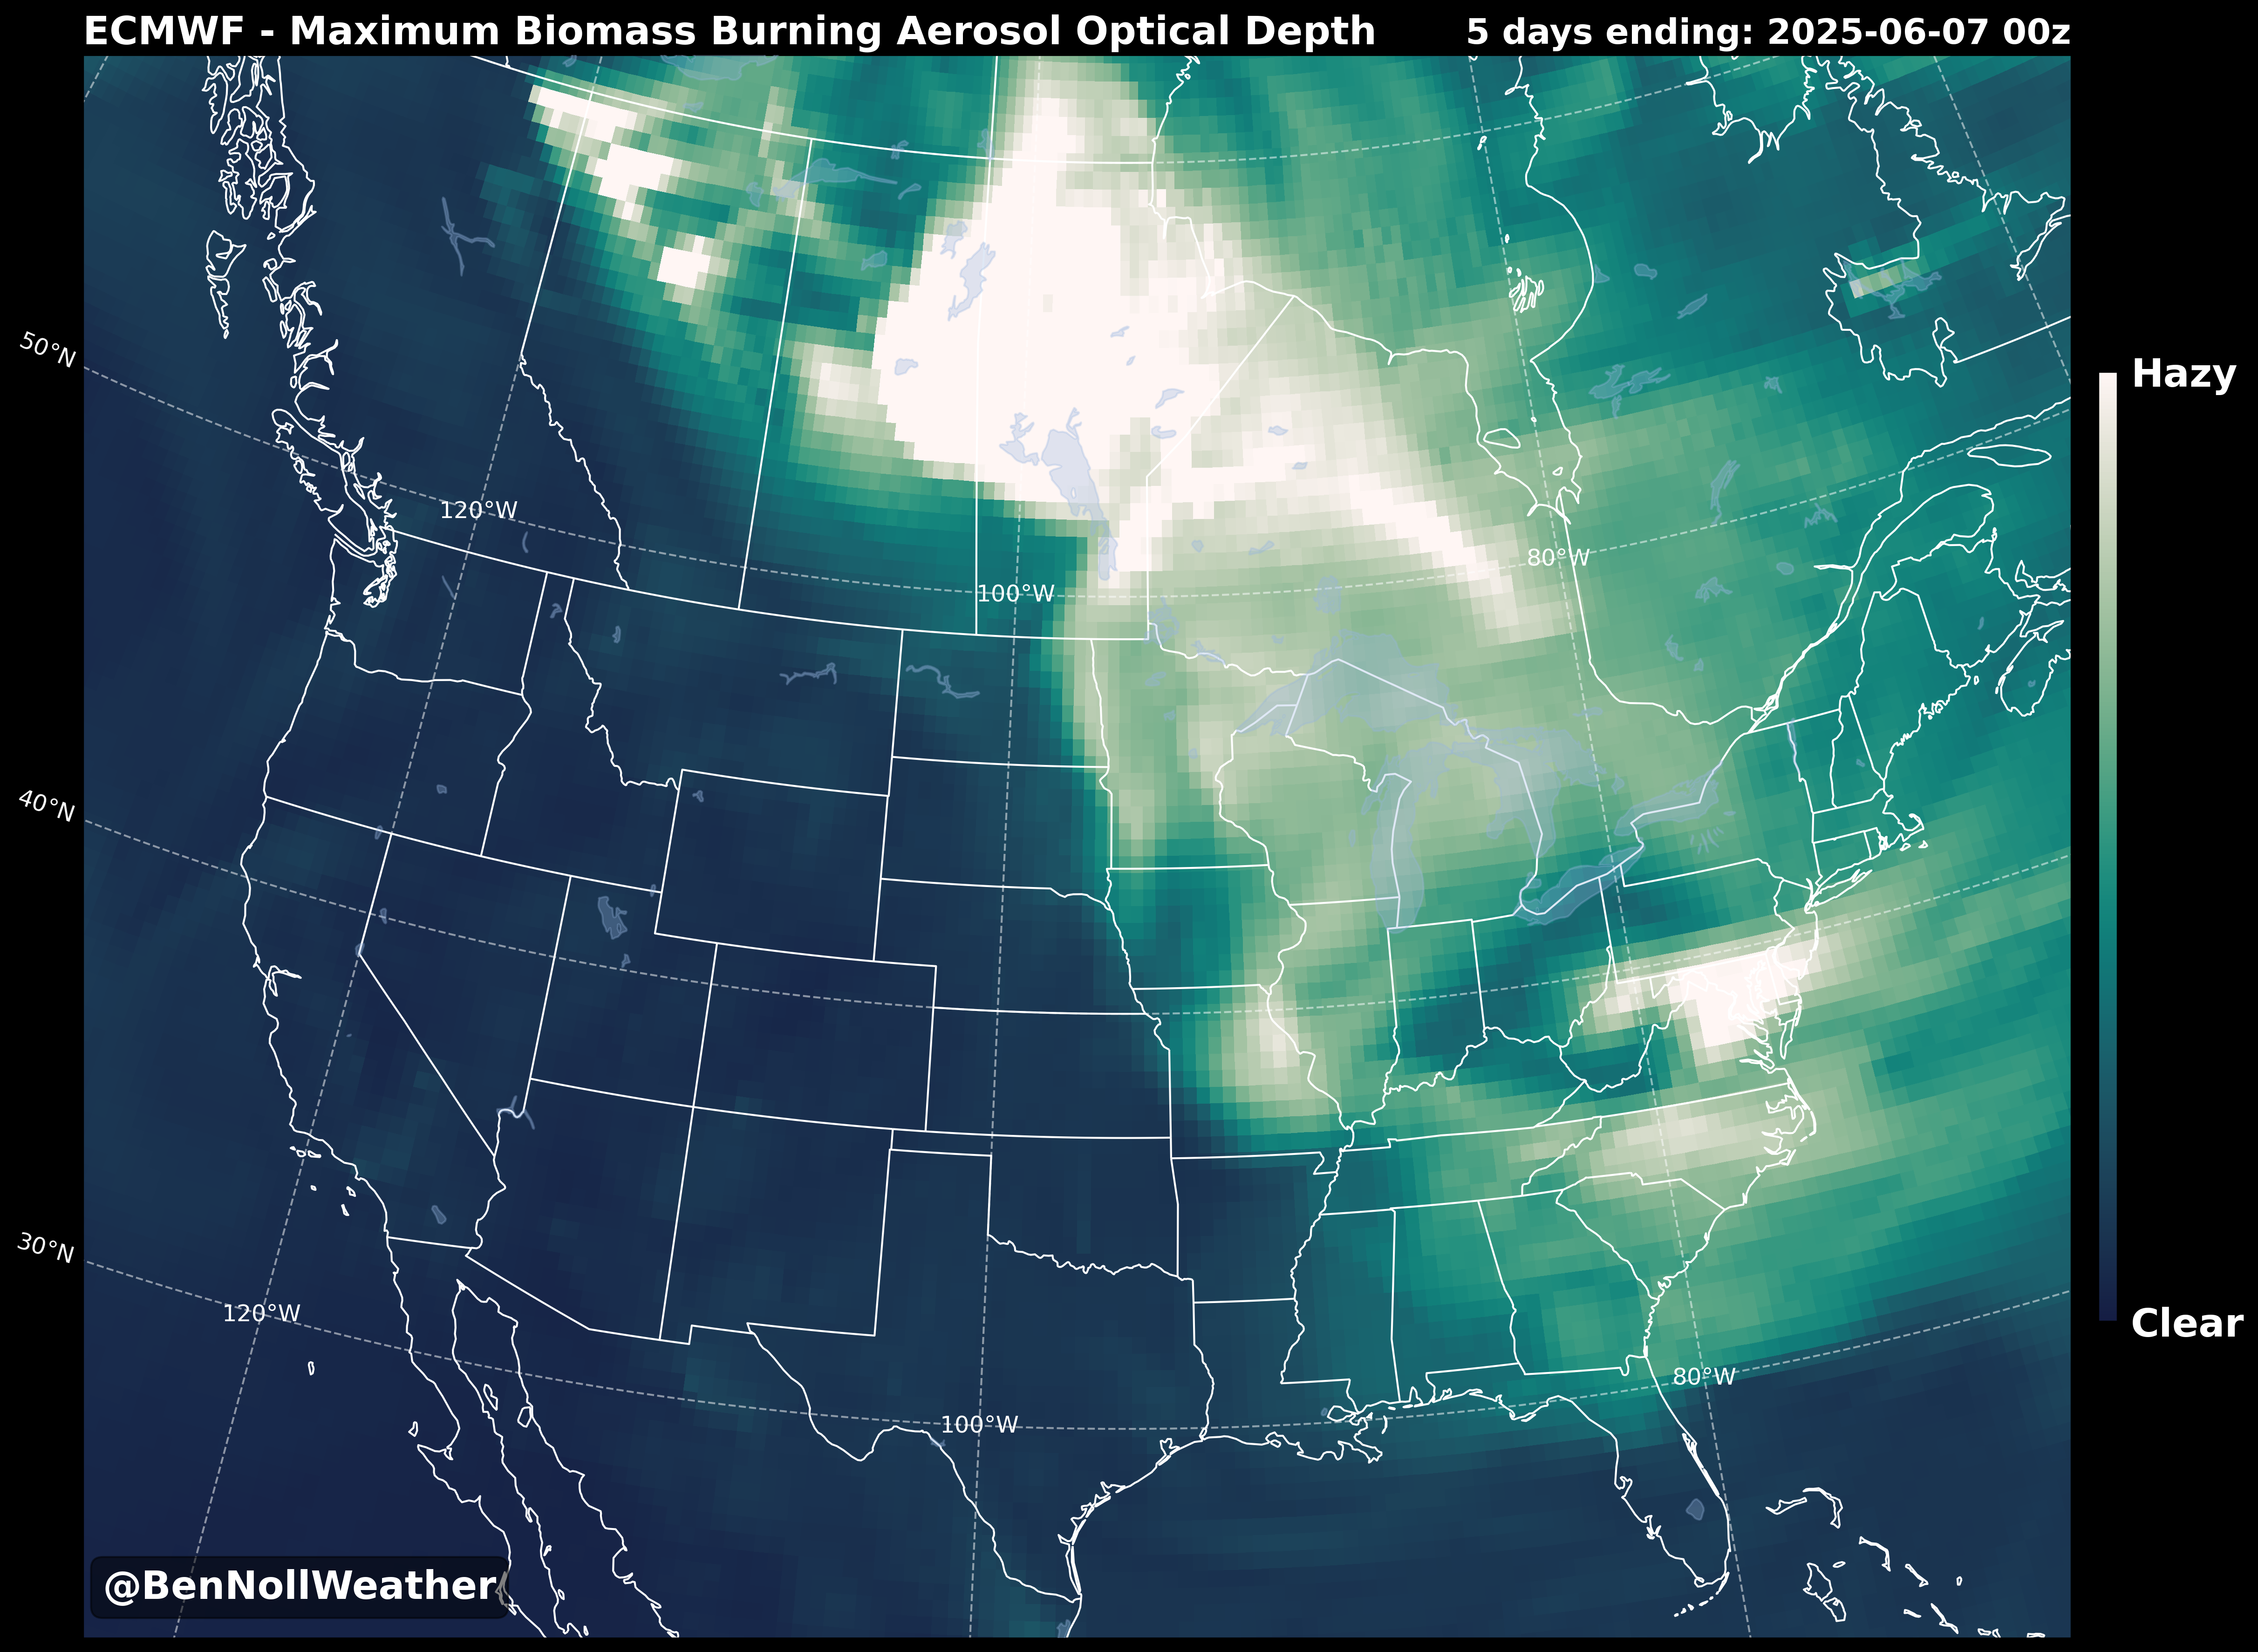 ECMWF - Maximum Biomass Burning Aerosol Optical Depth
5 days ending: 2025-06-07 00z
50°N
Hazy
120°W
80°W
100°W
40°N
30°N
120°W
Clear
80°W
100°W
@BenNollWeather